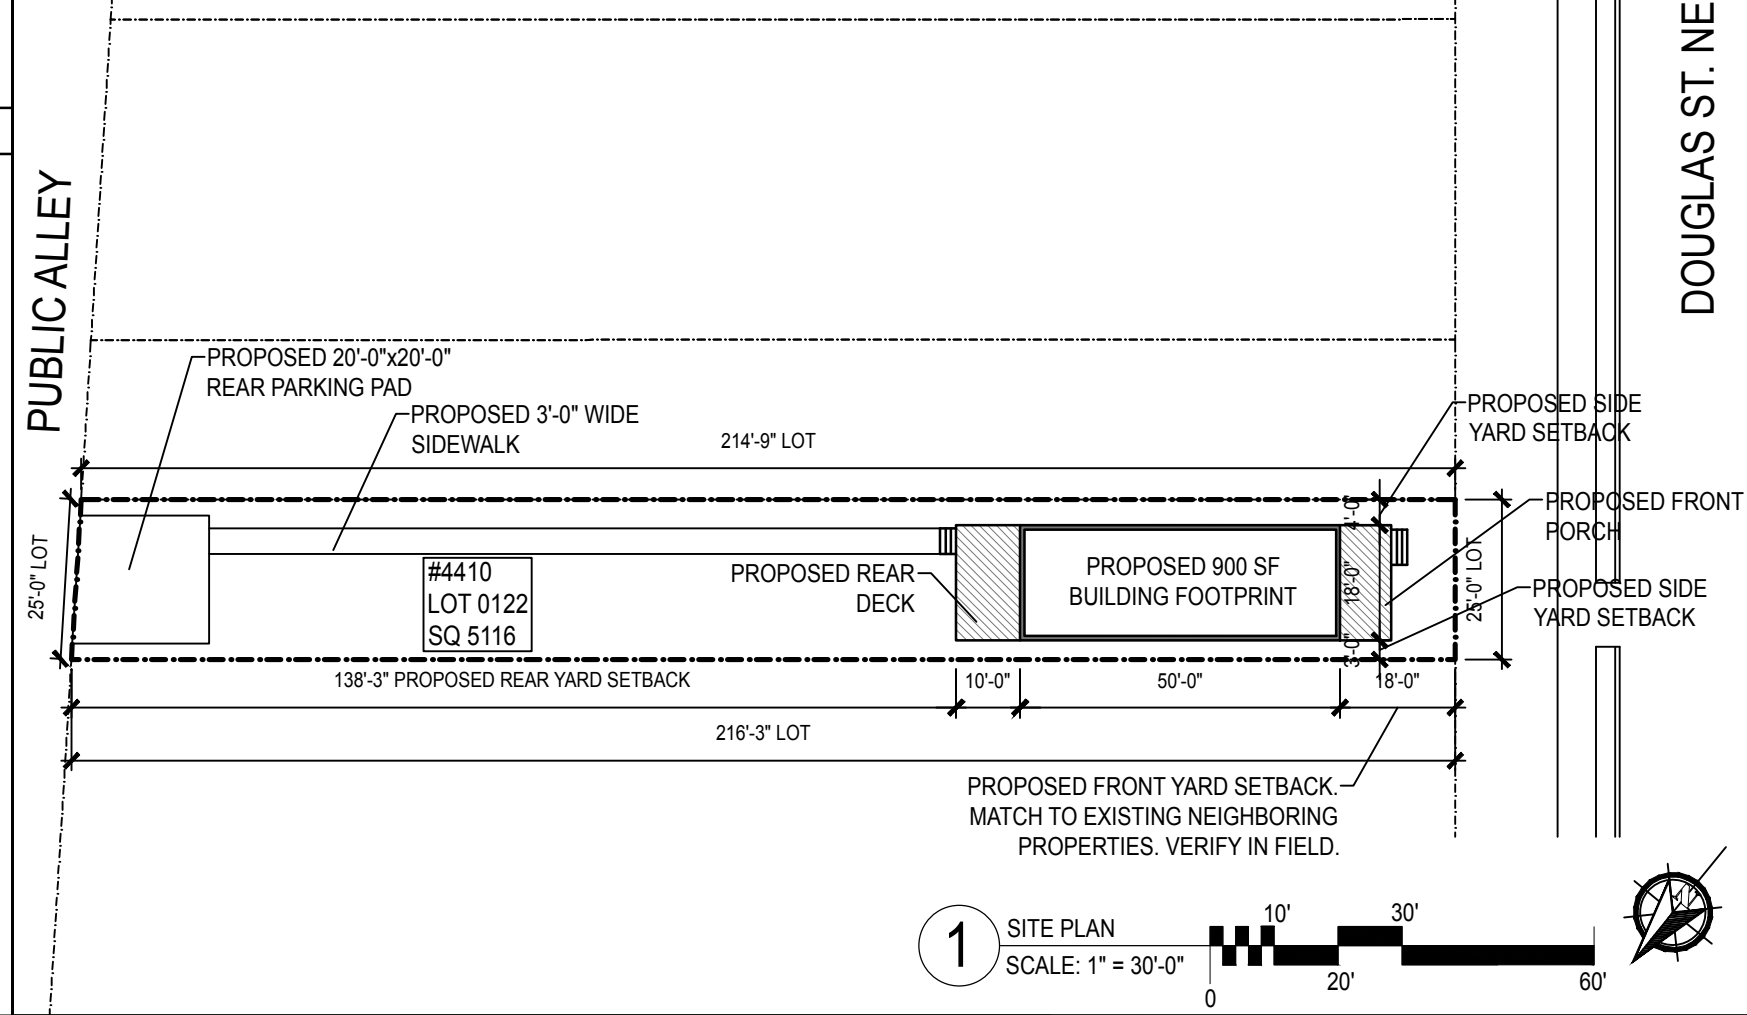 DOUGLAS ST. NE
PUBLIC ALLEY
PROPOSED 20'-0"x20'-0"
REAR PARKING PAD
PROPOSED 3'-0" WIDE
SIDEWALK
214'-9" LOT
PROPOSED SIDE
YARD SETBACK
PROPOSED FRONT
PORCH
25'-0" LOT
#4410
LOT 0122
SQ 5116
PROPOSED REAR
DECK
PROPOSED 900 SF
BUILDING FOOTPRINT
4'-0"
18'-0"
3'-0"
25'-0" LOT
PROPOSED SIDE
YARD SETBACK
138'-3" PROPOSED REAR YARD SETBACK
10'-0"
50'-0"
18'-0"
216'-3" LOT
PROPOSED FRONT YARD SETBACK.
MATCH TO EXISTING NEIGHBORING
PROPERTIES. VERIFY IN FIELD.
1
SITE PLAN
SCALE: 1" = 30'-0"
10'
30'
0
20'
60'